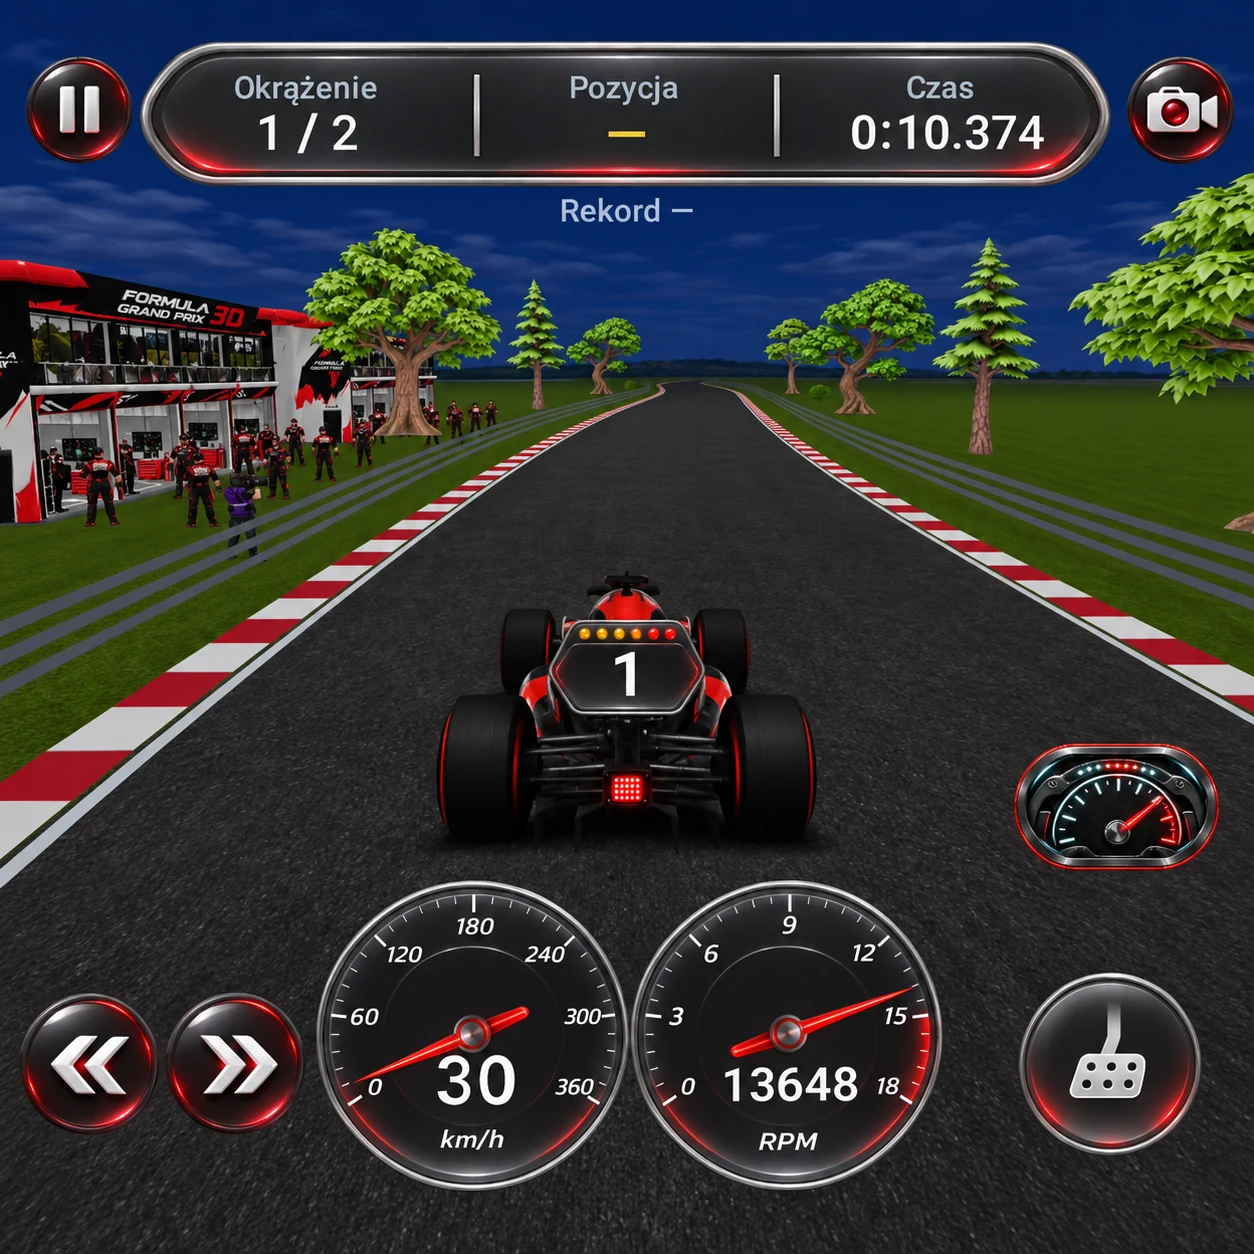 Okrążenie
1 / 2
Pozycja
—
Czas
0:10.374
Rekord —
FORMULA
GRAND PRIX 3D
1
0
60
120
180
240
300
360
30
km/h
0
3
6
9
12
15
18
13648
RPM